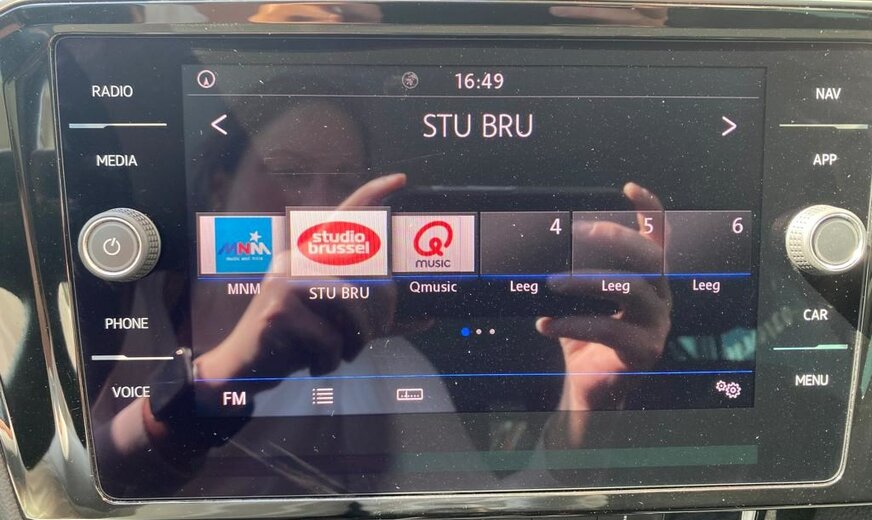 RADIO
MEDIA
PHONE
VOICE
16:49
< STU BRU >
MNM
studio
brussel
Q
MUSIC
4
5
6
MNM
STU BRU
Qmusic
Leeg
Leeg
Leeg
FM
NAV
APP
CAR
MENU